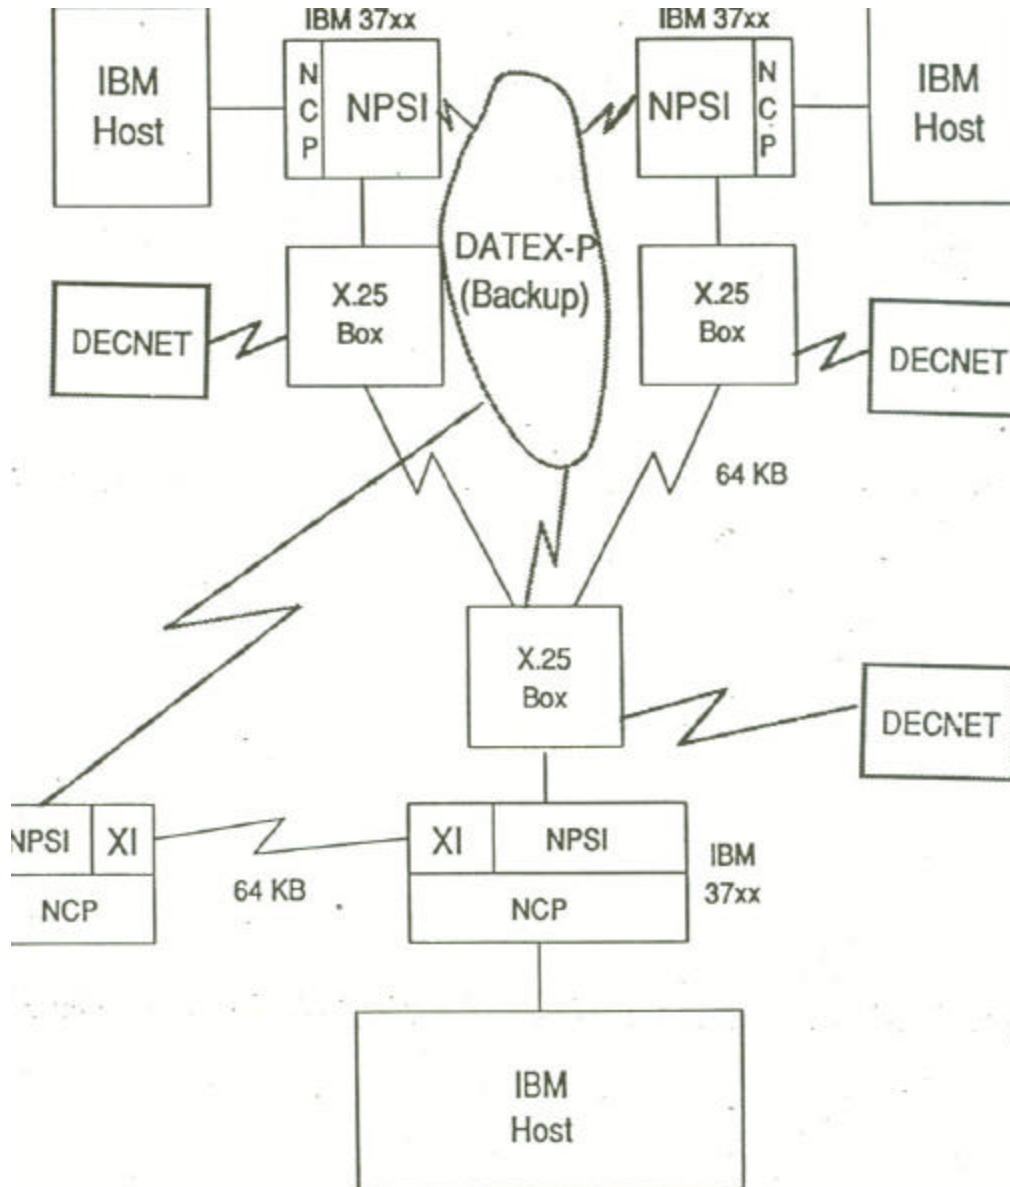 IBM 37xx
IBM 37xx
IBM
Host
N
C
P
NPSI
NPSI
N
C
P
IBM
Host
DATEX-P
(Backup)
X.25
Box
X.25
Box
DECNET
DECNET
64 KB
X.25
Box
DECNET
NPSI
XI
NCP
64 KB
XI
NPSI
NCP
IBM
37xx
IBM
Host